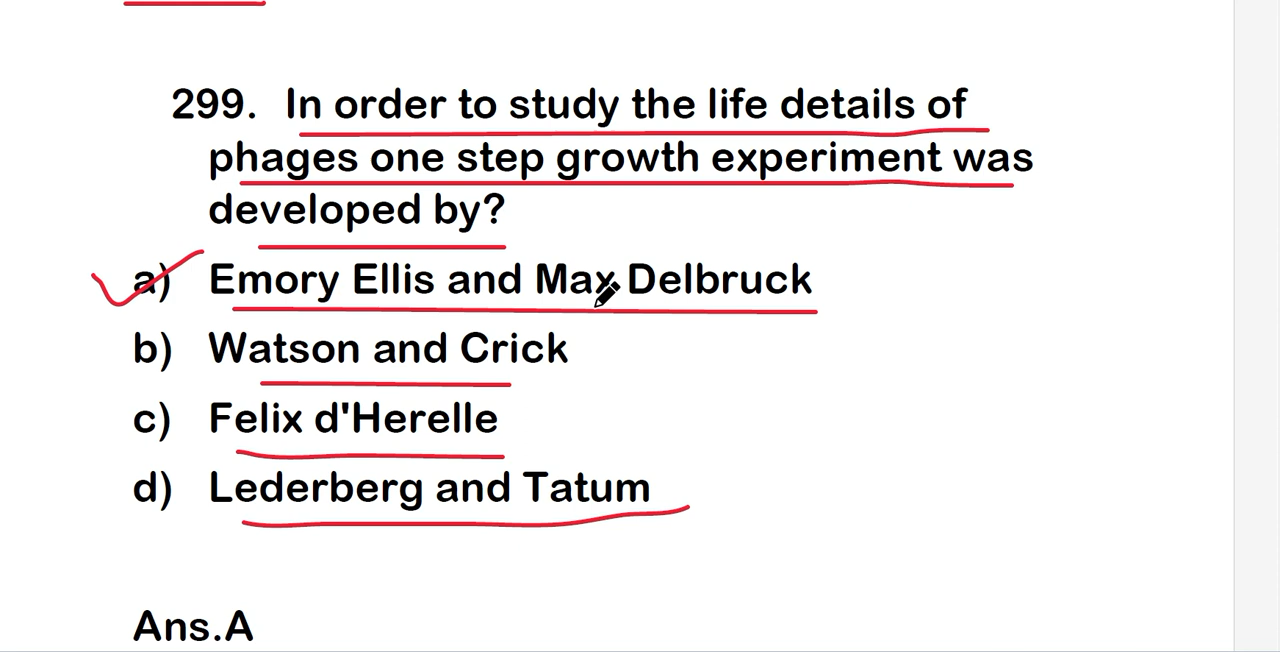 299. In order to study the life details of
phages one step growth experiment was
developed by?
a) Emory Ellis and Max Delbruck
b) Watson and Crick
c) Felix d'Herelle
d) Lederberg and Tatum
Ans.A